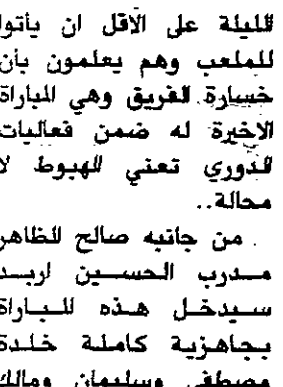 الليلة على الأقل ان يأتوا
للملعب وهم يعلمون بأن
خسارة الفريق وهي المباراة
الاخيرة له ضمن فعاليات
الدوري تعني الهبوط لا
محالة..
من جانبه صالح الظاهر
مدرب الحسين اربد
سيدخل هذه المباراة
بجاهزية كاملة خلدة
مصطفى وسليمان ومالك